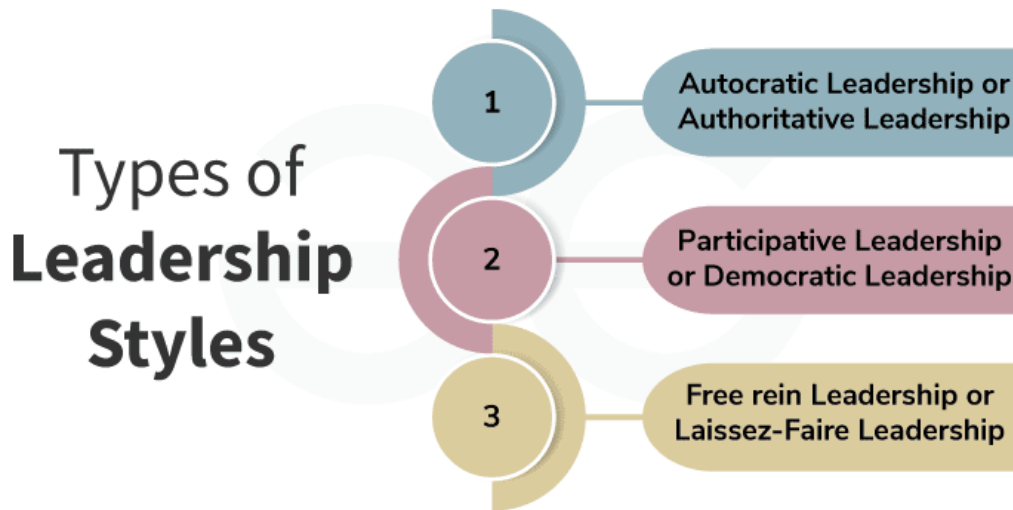 Types of
Leadership
Styles
1
Autocratic Leadership or
Authoritative Leadership
2
Participative Leadership
or Democratic Leadership
3
Free rein Leadership or
Laissez-Faire Leadership